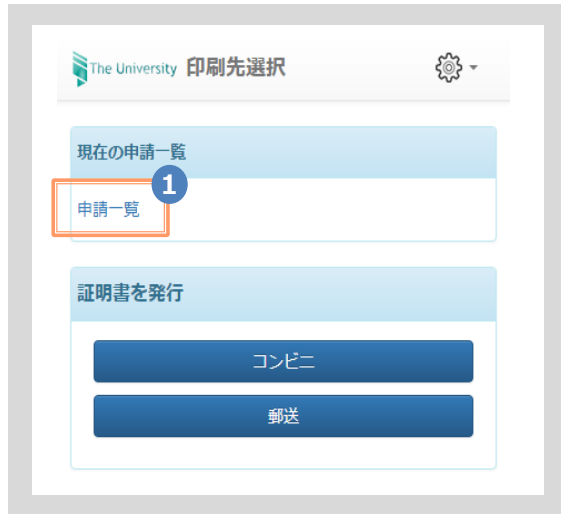 The University 印刷先選択
現在の申請一覧
1
申請一覧
証明書を発行
コンビニ
郵送